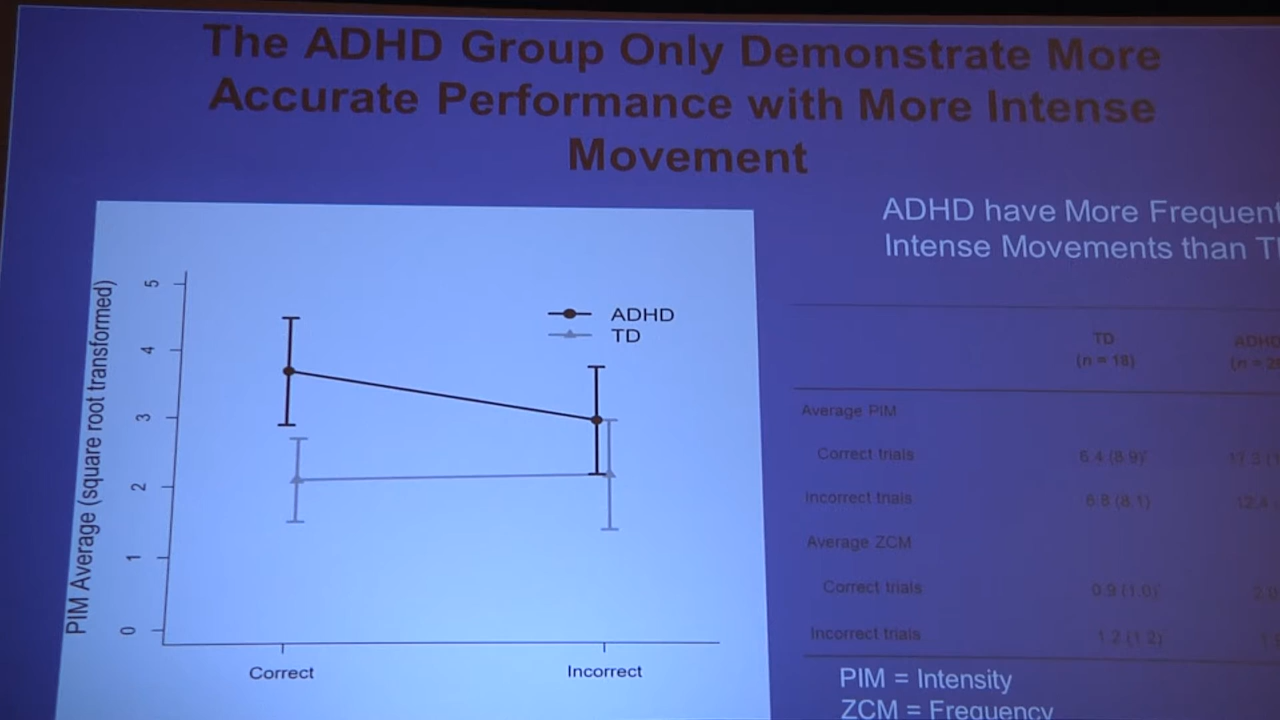 The ADHD Group Only Demonstrate More
Accurate Performance with More Intense
Movement
PIM Average (square root transformed)
5
4
3
2
1
0
ADHD
TD
Correct
Incorrect
ADHD have More Frequent
Intense Movements than
TD
(n = 18)
ADHD
(n =
Average PIM
Correct trials
6.4 (8.9)
Incorrect trials
6.8 (8.1)
12.4
Average ZCM
Correct trials
0.9 (1.0)
Incorrect trials
1.2 (1.2)
PIM = Intensity
ZCM = Frequency